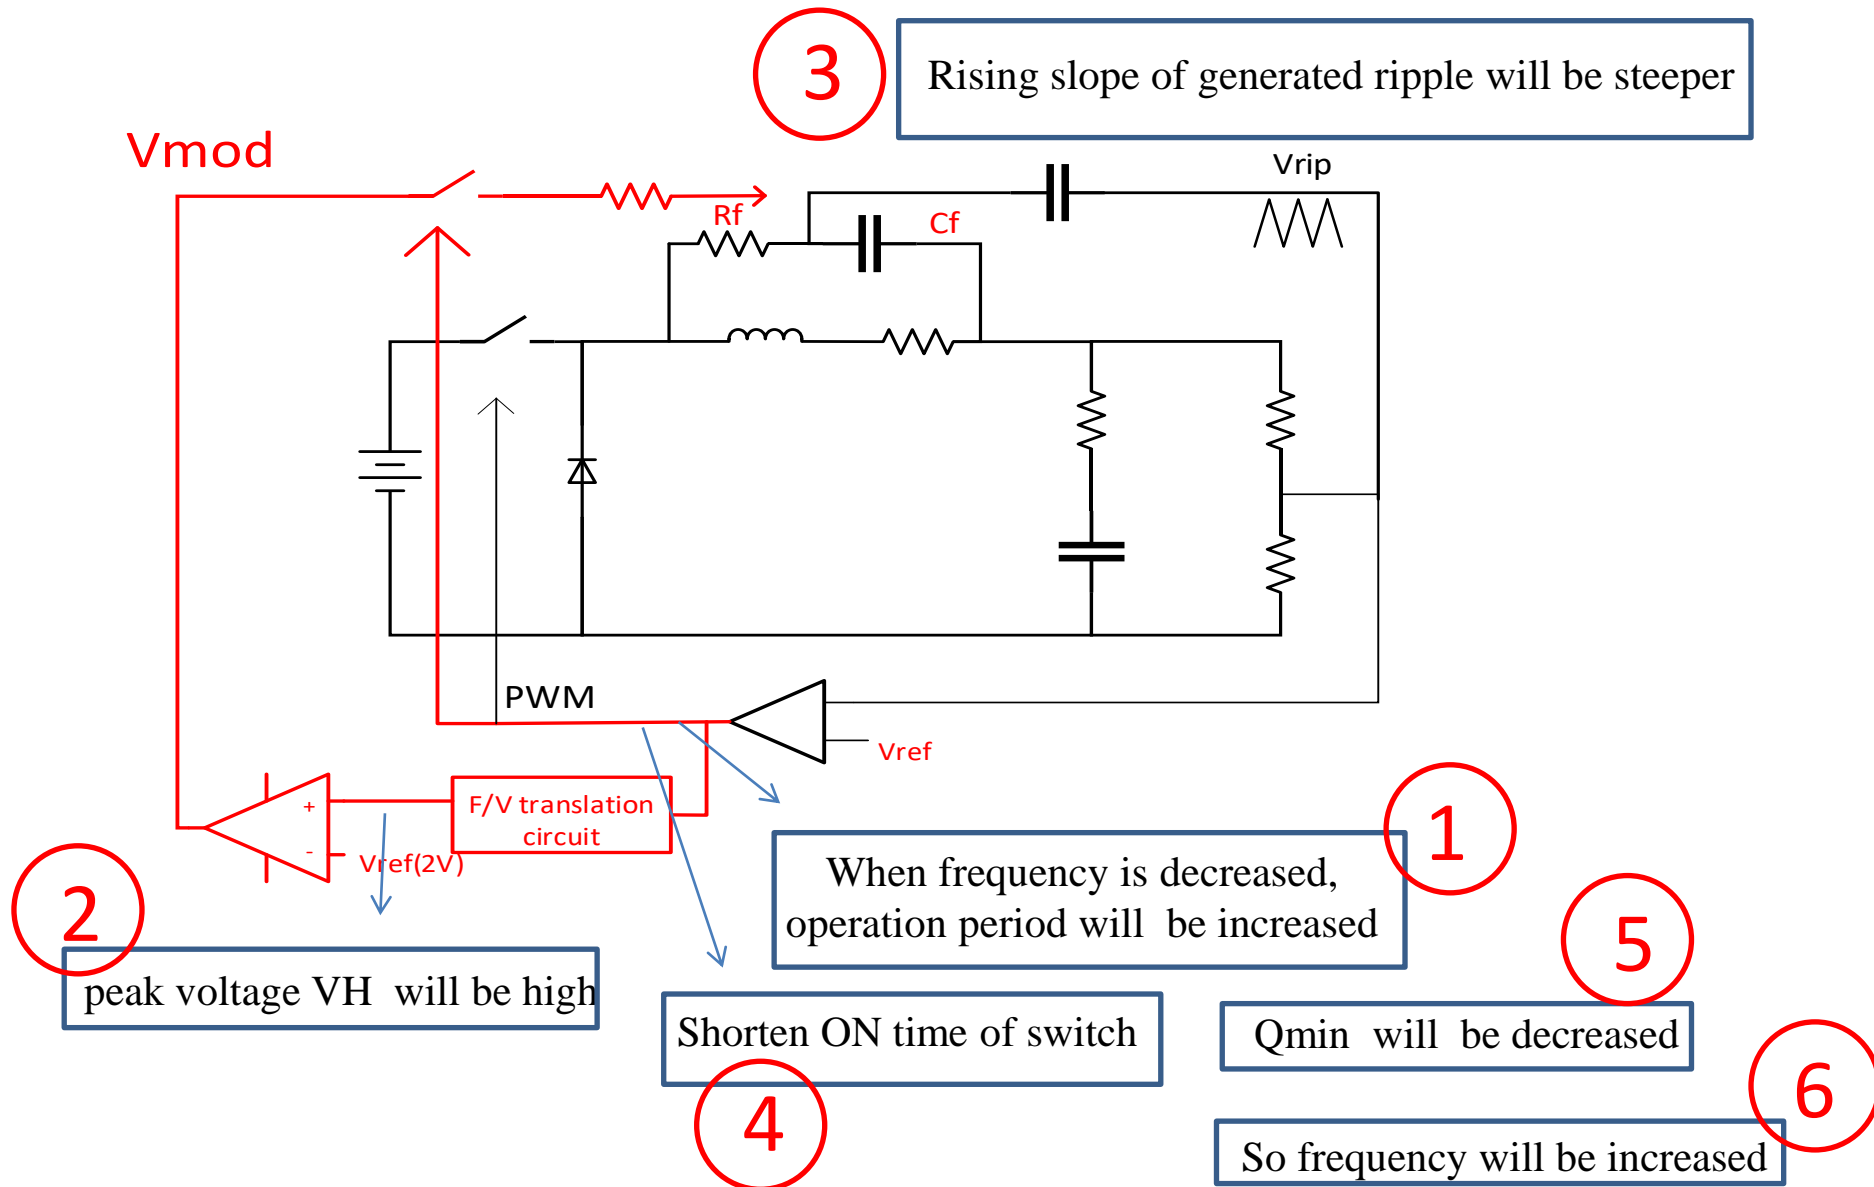 3
Rising slope of generated ripple will be steeper
Vmod
Vrip
Rf
Cf
PWM
Vref
+
F/V translation
circuit
-
Vref(2V)
1
When frequency is decreased,
operation period will be increased
2
peak voltage VH will be high
5
Shorten ON time of switch
Qmin will be decreased
4
6
So frequency will be increased